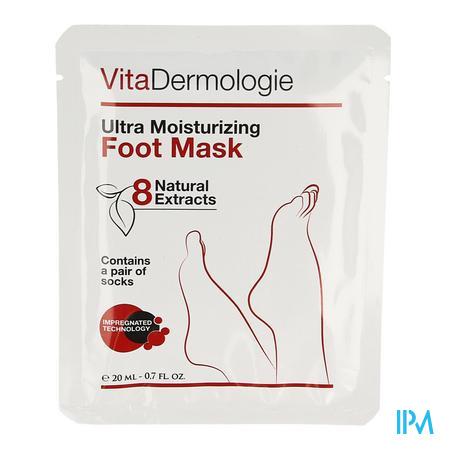 VitaDermologie
Ultra Moisturizing
Foot Mask
8 Natural
Extracts
Contains
a pair of
socks
IMPREGNATED
TECHNOLOGY
e 20 ML - 0.7 FL. OZ.
IPM